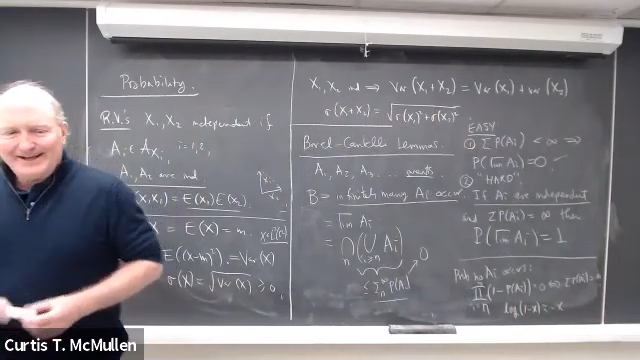 Probability.
R.V.'s X₁, X₂ independent if
Aᵢ ∈ A_{Xᵢ}, i=1,2,
A₁, A₂ are ind
X₁X₂) = E(X₁)E(X₂)
= E(X) = m.
E((X-m)²) = Var(X)
σ(X) = √Var(X) ≥ 0.
X₁, X₂ ind ⇒ Var(X₁+X₂) = Var(X₁) + Var(X₂)
σ(X₁+X₂) = √σ(X₁)²+σ(X₂)²
Borel-Cantelli Lemmas.
A₁, A₂, A₃ ... events.
B = infinitely many Aᵢ occur
= lim Aᵢ
= ⋂ₙ (⋃_{i>n} Aᵢ)
→ 0
EASY
① ΣP(Aᵢ) < ∞ ⇒
P(lim Aᵢ) = 0 ✓
② "HARD"
If Aᵢ are independent
and ΣP(Aᵢ) = ∞ then
P(lim Aᵢ) = 1
Prob no Aᵢ occurs:
log(1-x) ≈ -x
Curtis T. McMullen